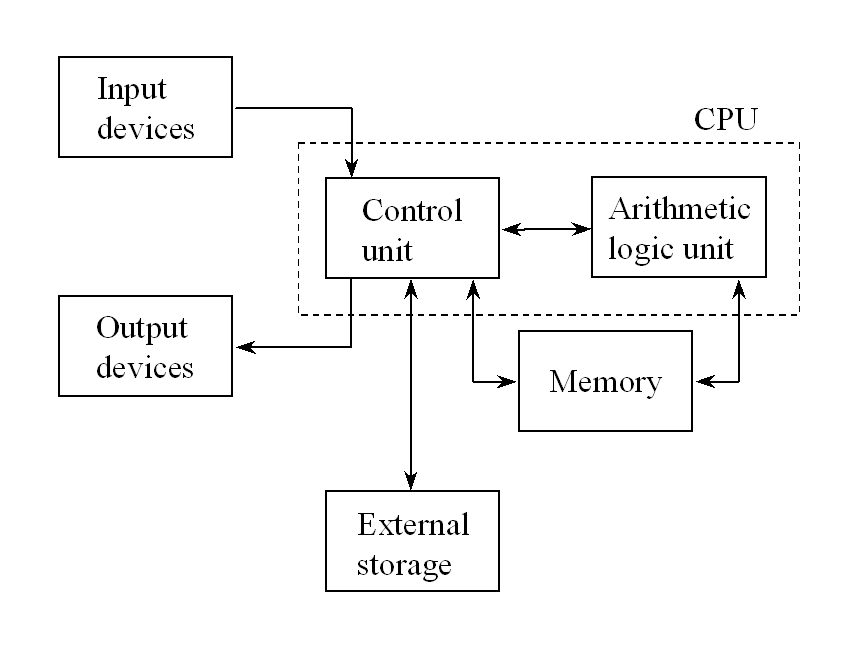 Input
devices
CPU
Control
unit
Arithmetic
logic unit
Output
devices
Memory
External
storage